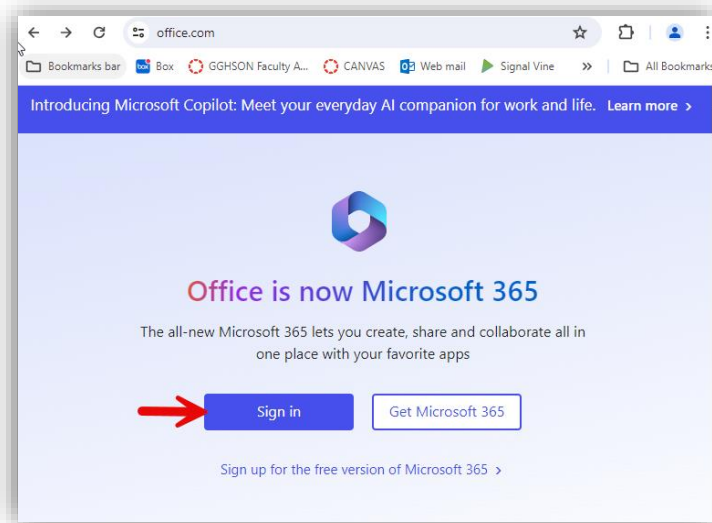 office.com
Bookmarks bar Box GGHSON Faculty A... CANVAS Web mail Signal Vine » All Bookmarks
Introducing Microsoft Copilot: Meet your everyday AI companion for work and life. Learn more >
Office is now Microsoft 365
The all-new Microsoft 365 lets you create, share and collaborate all in
one place with your favorite apps
Sign in Get Microsoft 365
Sign up for the free version of Microsoft 365 >